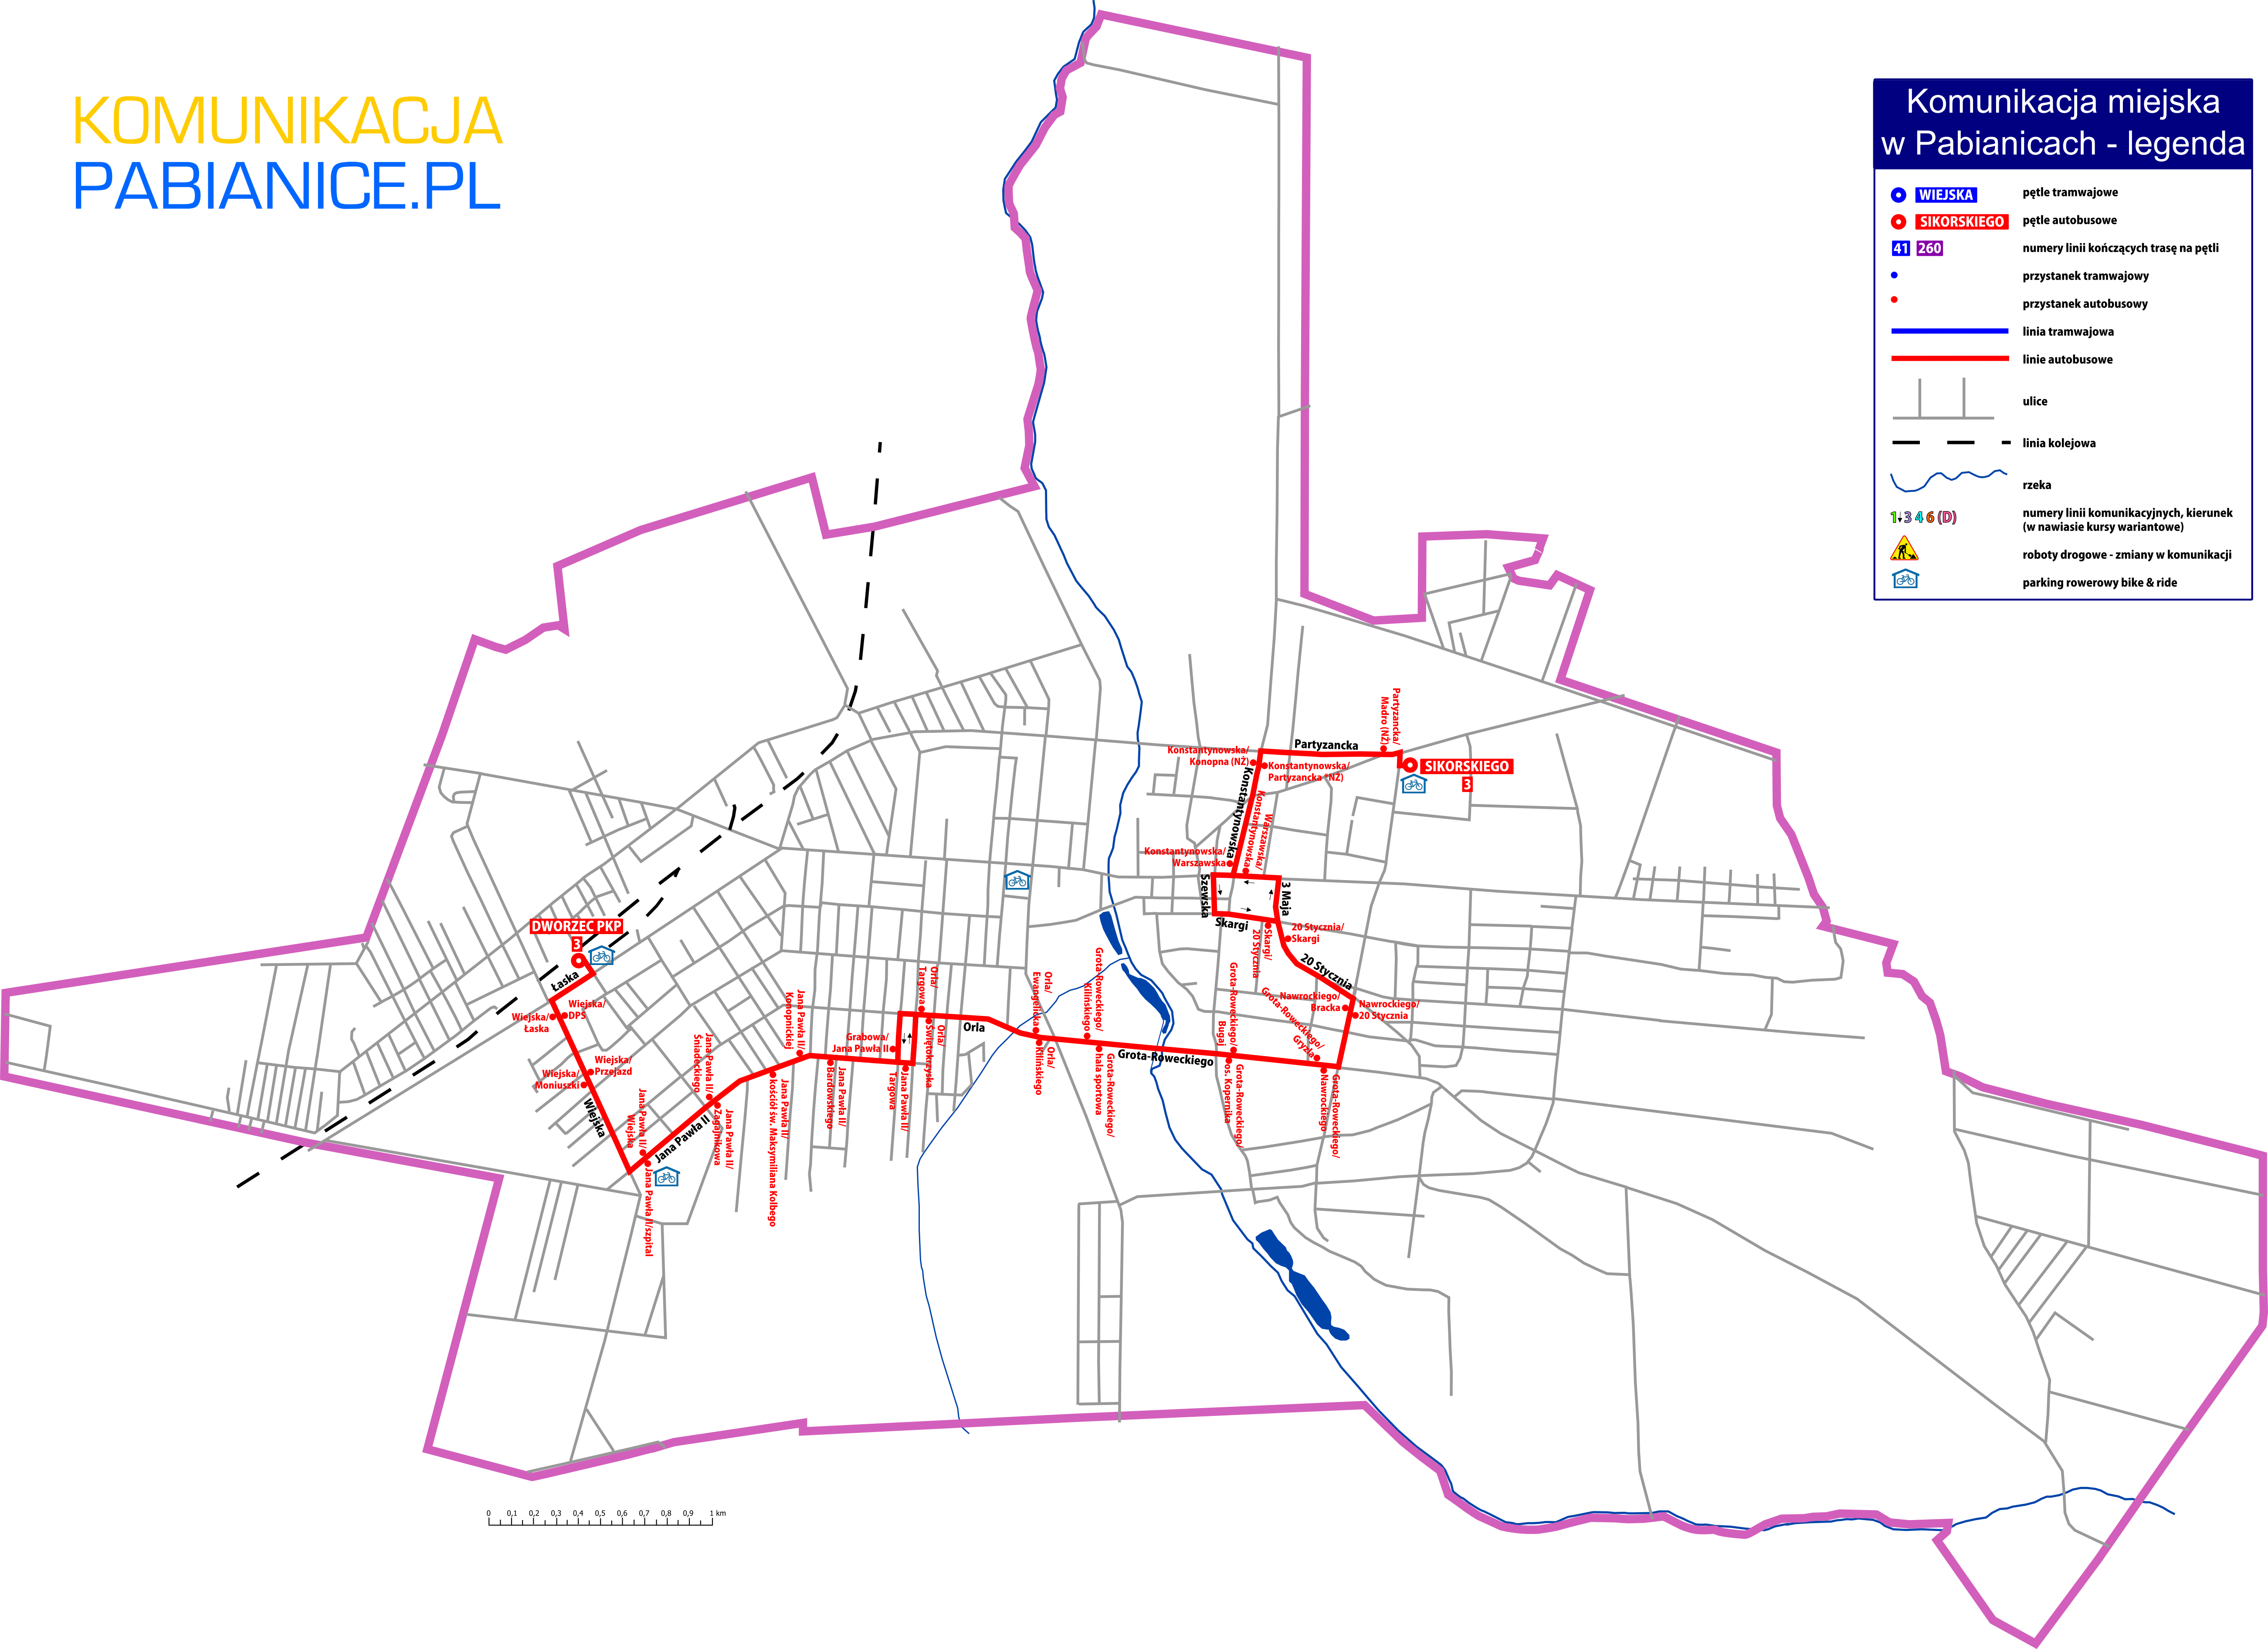 KOMUNIKACJA
PABIANICE.PL
Komunikacja miejska
w Pabianicach - legenda
WIEJSKA
pętle tramwajowe
SIKORSKIEGO
pętle autobusowe
41 260
numery linii kończących trasę na pętli
przystanek tramwajowy
przystanek autobusowy
linia tramwajowa
linie autobusowe
ulice
linia kolejowa
rzeka
1 3 4 6 (D)
numery linii komunikacyjnych, kierunek
(w nawiasie kursy wariantowe)
roboty drogowe - zmiany w komunikacji
parking rowerowy bike & ride
Partyzancka/
Madro (NŻ)
Partyzancka
Konstantynowska/
Konopna (NŻ)
Konstantynowska/
Partyzancka (NŻ)
SIKORSKIEGO
3
Konstantynowska
Warszawska/
Konstantynowska
Konstantynowska/
Warszawska
Szewska
3 Maja
Skargi
20 Stycznia/
Skargi
Skargi/
20 Stycznia
20 Stycznia
Nawrockiego/
Bracka
Nawrockiego/
20 Stycznia
Grota-Roweckiego/
Gryzla
Grota-Roweckiego/
Bugaj
Grota-Roweckiego/
os. Kopernika
Grota-Roweckiego/
Nawrockiego
Grota-Roweckiego
Grota-Roweckiego/
Kilińskiego
Grota-Roweckiego/
hala sportowa
Orla/
Ewangelicka
Orla/
Kilińskiego
Orla
Orla/
Targowa
Orla/
Świętokrzyska
Grabowa/
Jana Pawła II
Jana Pawła II/
Targowa
Jana Pawła II/
Konopnickiej
Jana Pawła II/
Bardowskiego
Jana Pawła II/
kościół św. Maksymiliana Kolbego
Jana Pawła II/
Śniadeckiego
Jana Pawła II/
Zagajnikowa
Jana Pawła II
Jana Pawła II/
Wiejska
Jana Pawła II/szpital
DWORZEC PKP
3
Łaska
Wiejska/
DPS
Wiejska/
Łaska
Wiejska/
Przejazd
Wiejska/
Moniuszki
Wiejska
0 0,1 0,2 0,3 0,4 0,5 0,6 0,7 0,8 0,9 1 km